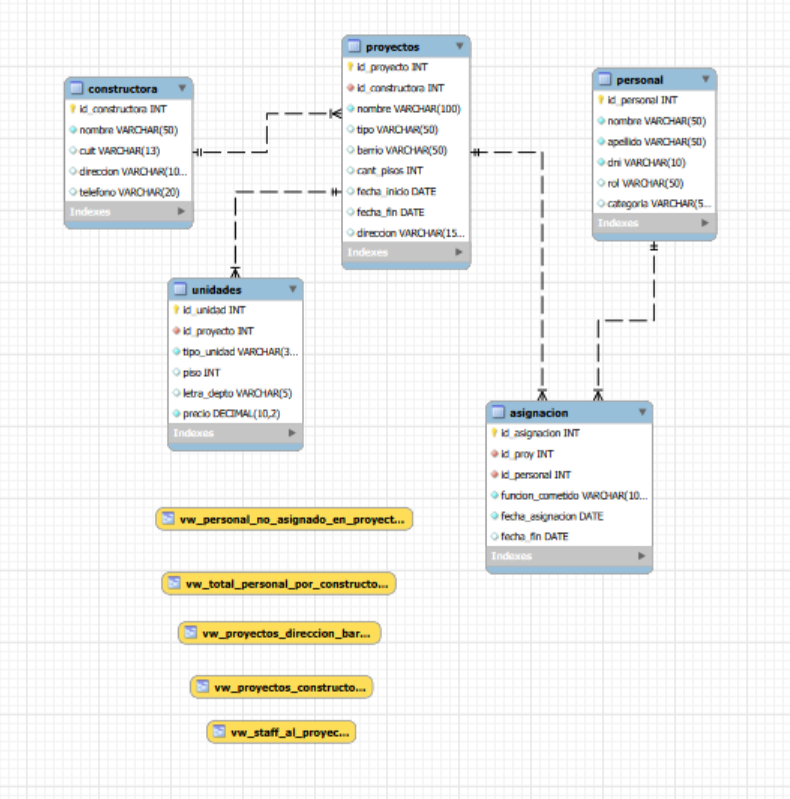 constructora
id_constructora INT
nombre VARCHAR(50)
cuit VARCHAR(13)
direccion VARCHAR(10...
telefono VARCHAR(20)
Indexes
proyectos
id_proyecto INT
id_constructora INT
nombre VARCHAR(100)
tipo VARCHAR(50)
barrio VARCHAR(50)
cant_pisos INT
fecha_inicio DATE
fecha_fin DATE
direccion VARCHAR(15...
Indexes
personal
id_personal INT
nombre VARCHAR(50)
apellido VARCHAR(50)
dni VARCHAR(10)
rol VARCHAR(50)
categoria VARCHAR(5...
Indexes
unidades
id_unidad INT
id_proyecto INT
tipo_unidad VARCHAR(3...
piso INT
letra_depto VARCHAR(5)
precio DECIMAL(10,2)
Indexes
asignacion
id_asignacion INT
id_proy INT
id_personal INT
funcion_cometido VARCHAR(10...
fecha_asignacion DATE
fecha_fin DATE
Indexes
vw_personal_no_asignado_en_proyect...
vw_total_personal_por_constructo...
vw_proyectos_direccion_bar...
vw_proyectos_constructo...
vw_staff_al_proyec...